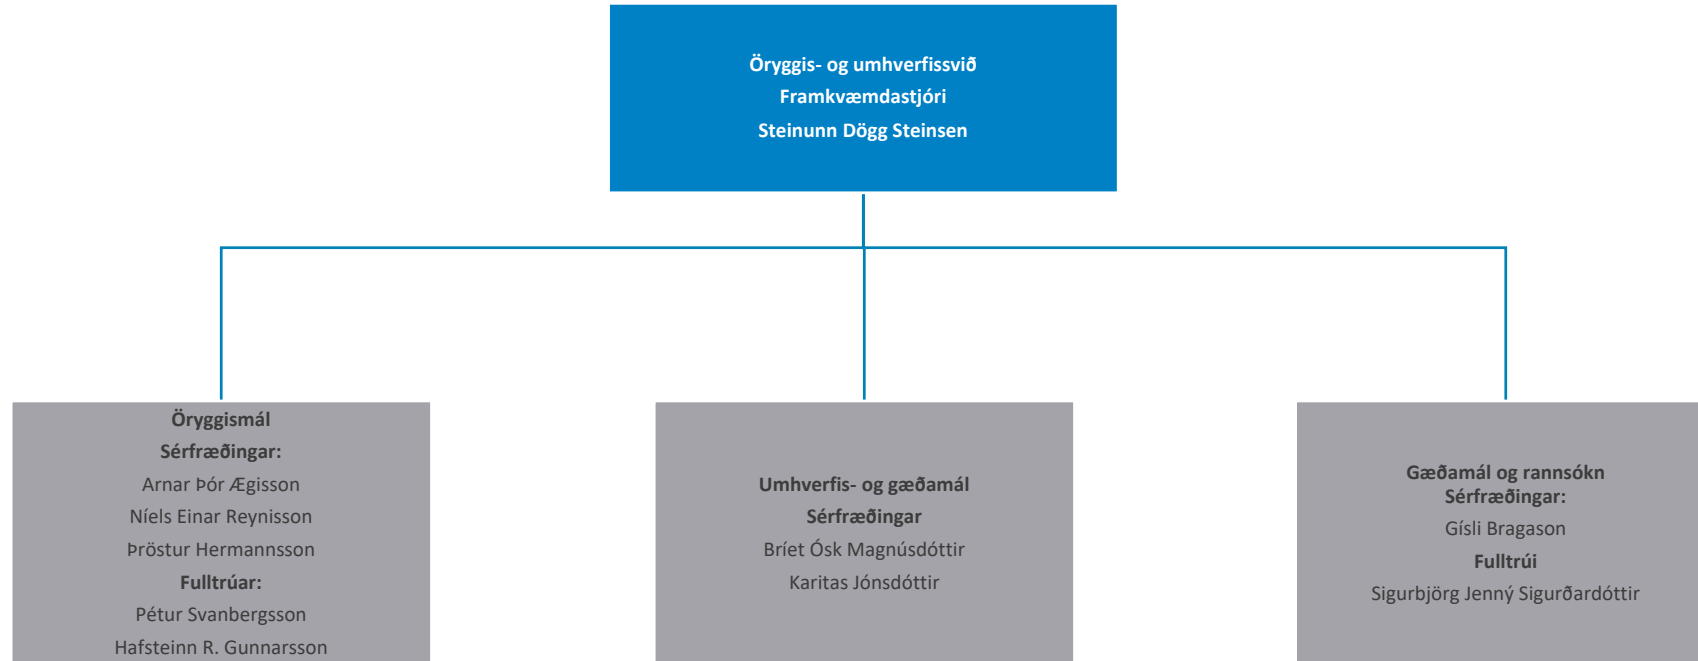 Öryggis- og umhverfissvið
Framkvæmdastjóri
Steinunn Dögg Steinsen
Öryggismál
Sérfræðingar:
Arnar Þór Ægisson
Níels Einar Reynisson
Þröstur Hermannsson
Fulltrúar:
Pétur Svanbergsson
Hafsteinn R. Gunnarsson
Umhverfis- og gæðamál
Sérfræðingar
Bríet Ósk Magnúsdóttir
Karitas Jónsdóttir
Gæðamál og rannsókn
Sérfræðingar:
Gísli Bragason
Fulltrúi
Sigurbjörg Jenný Sigurðardóttir